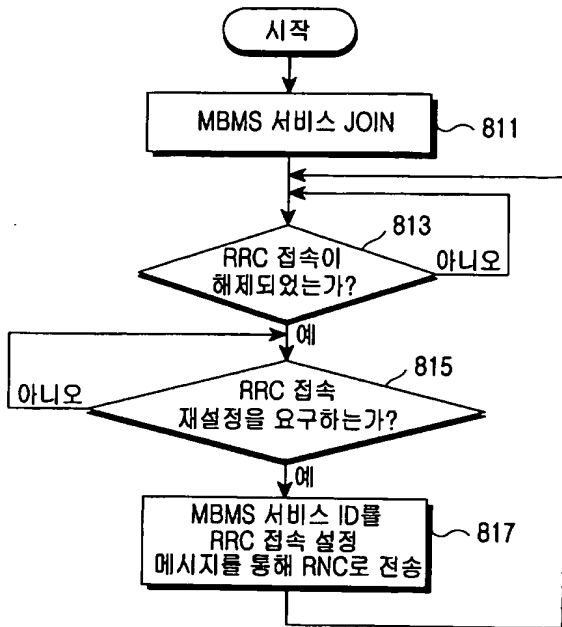 시작
MBMS 서비스 JOIN
811
813
RRC 접속이
해제되었는가?
아니오
예
815
RRC 접속
재설정을 요구하는가?
아니오
예
MBMS 서비스 ID를
RRC 접속 설정
메시지를 통해 RNC로 전송
817